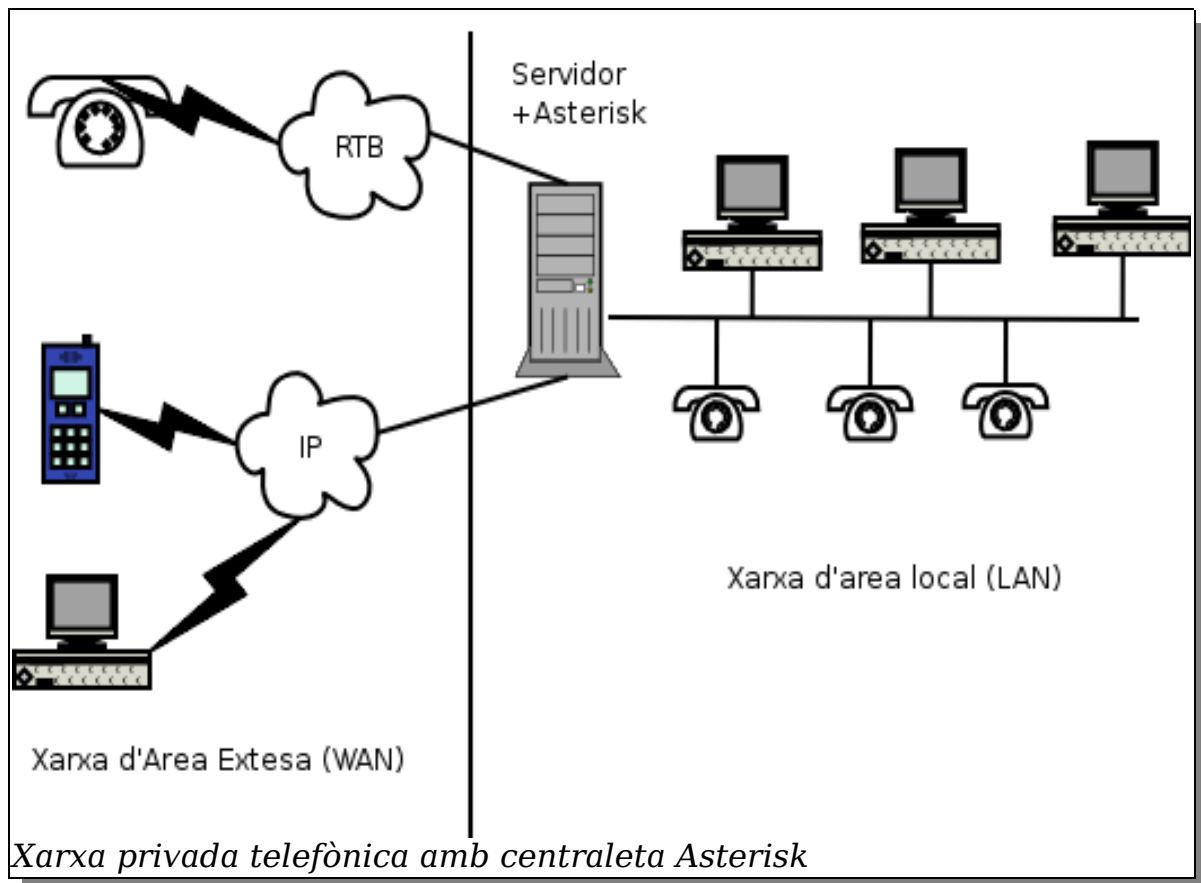 Servidor
+Asterisk
RTB
IP
Xarxa d'area local (LAN)
Xarxa d'Area Extesa (WAN)
Xarxa privada telefònica amb centraleta Asterisk